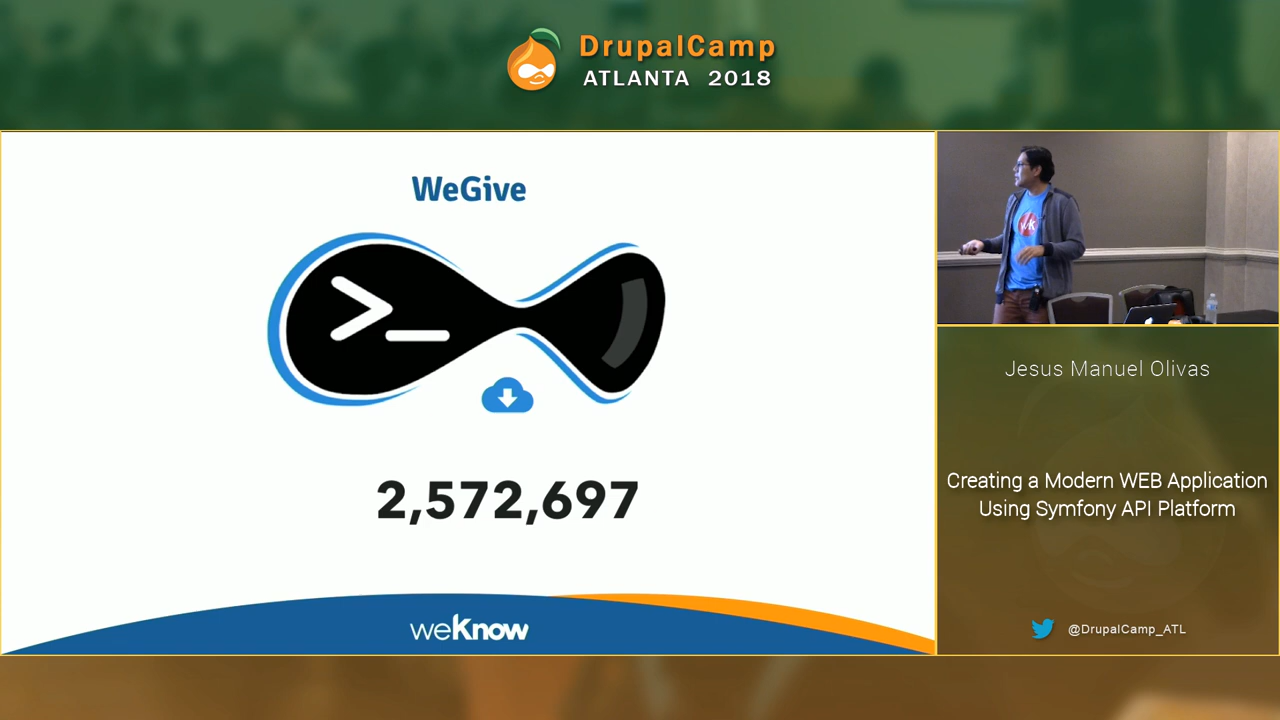 DrupalCamp
ATLANTA 2018
WeGive
>_
2,572,697
weKnow
Jesus Manuel Olivas
Creating a Modern WEB Application
Using Symfony API Platform
@DrupalCamp_ATL